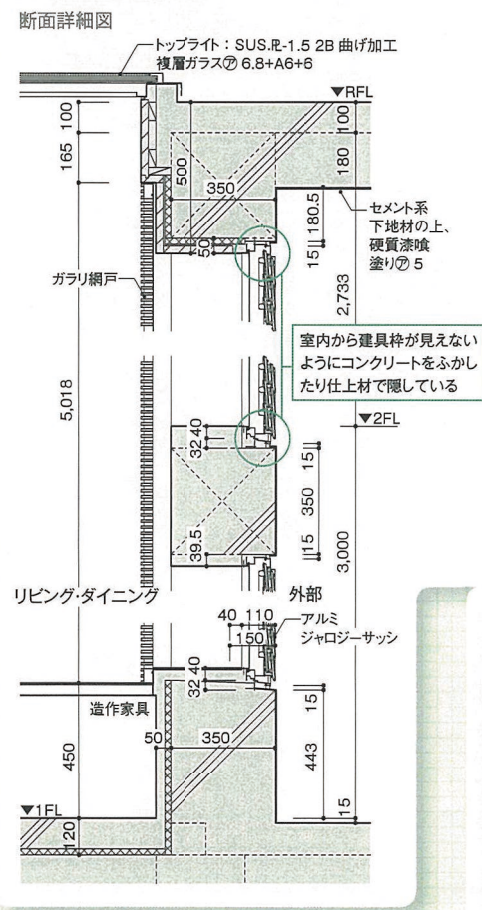 断面詳細図
トップライト：SUS.PL-1.5 2B 曲げ加工
複層ガラス㋐ 6.8+A6+6
▼RFL
100
100
165
180
500
350
180.5
セメント系
下地材の上、
硬質漆喰
塗り㋐ 5
50
15
ガラリ網戸
2,733
室内から建具枠が見えない
ようにコンクリートをふかし
たり仕上材で隠している
5,018
▼2FL
40
32
15
350
39.5
15
3,000
リビング・ダイニング
外部
40
110
アルミ
ジャロジーサッシ
150
40
32
15
造作家具
50
350
450
443
▼1FL
15
120